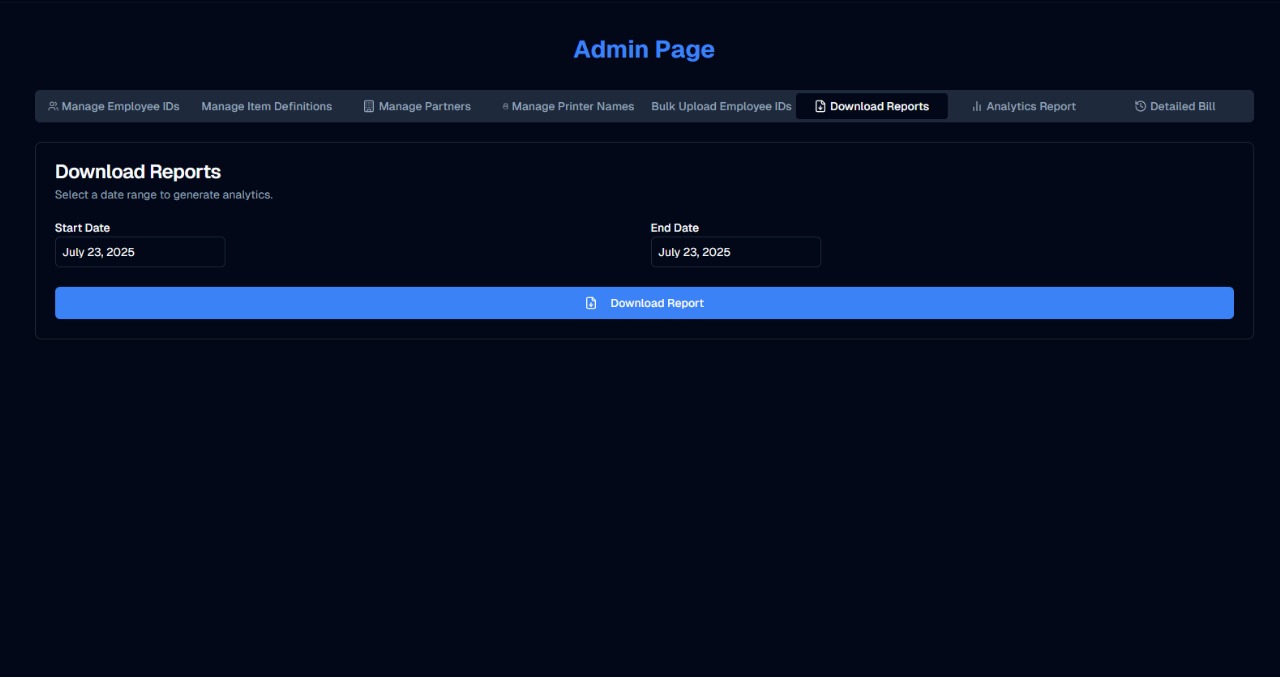 Admin Page
Manage Employee IDs Manage Item Definitions Manage Partners Manage Printer Names Bulk Upload Employee IDs Download Reports Analytics Report Detailed Bill
Download Reports
Select a date range to generate analytics.
Start Date End Date
July 23, 2025 July 23, 2025
Download Report